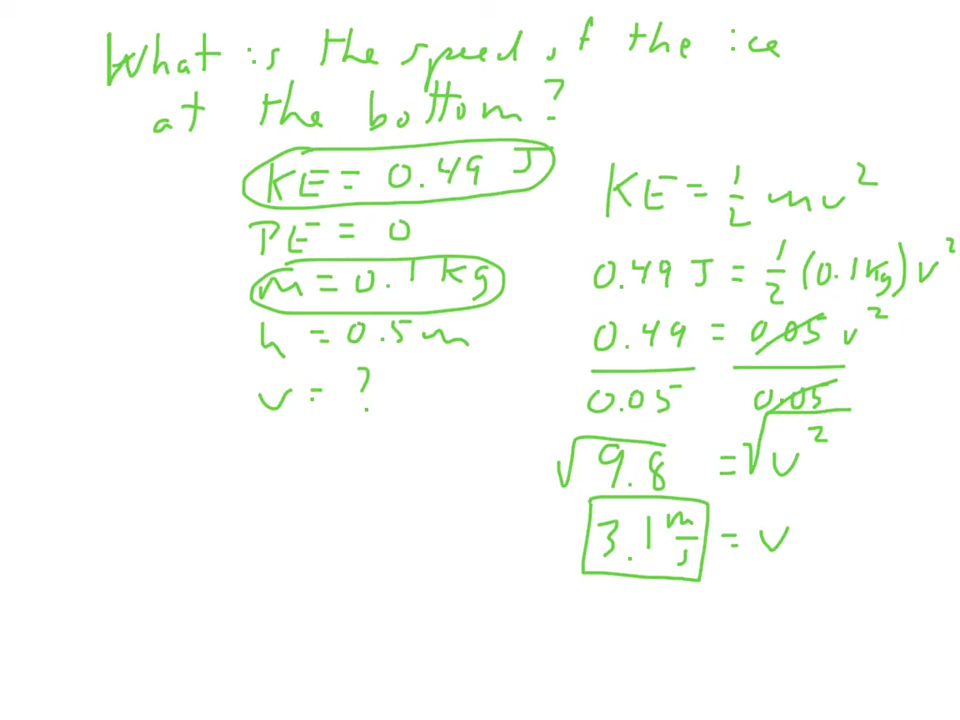 What is the speed of the ice
at the bottom?
KE = 0.49 J
PE = 0
m = 0.1 kg
h = 0.5 m
v = ?
KE = 1/2 mv²
0.49 J = 1/2 (0.1 kg) v²
0.49 = 0.05 v²
0.05 0.05
√9.8 = √v²
3.1 m/s = v